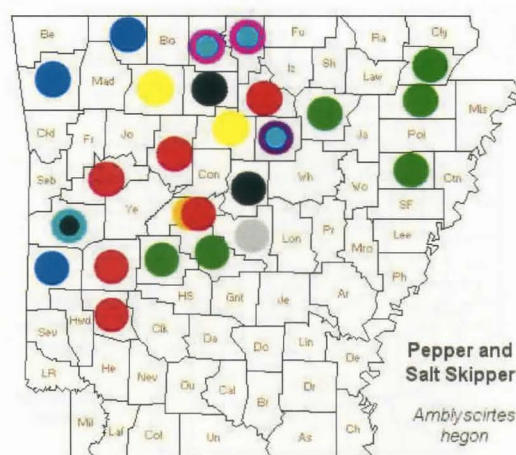 Be
Bo
Fu
Ra
Cly
Mad
Iz
Sh
Law
Mis
Ckl
Fr
Jo
Ja
Poi
Seb
Con
Wh
Wo
Ctn
Ye
SF
Lon
Pr
Mro
Lee
Ph
HS
Gnt
Je
Ar
Sev
Hwd
Clk
Da
Do
Lin
De
LR
He
Nev
Ou
Cal
Br
Dr
Mil
Laf
Col
Un
As
Ch
Pepper and
Salt Skipper
Amblyscirtes
hegon